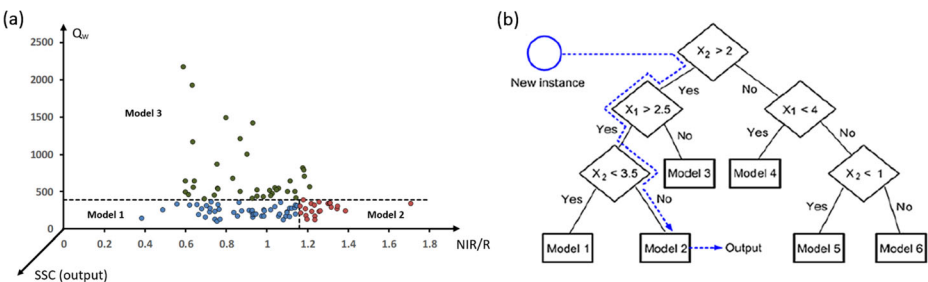 (a)
Qw
2500
2000
1500
1000
500
0
Model 3
Model 1
Model 2
0 0.2 0.4 0.6 0.8 1 1.2 1.4 1.6 1.8
NIR/R
SSC (output)
(b)
New instance
X2 > 2
Yes
No
X1 > 2.5
X1 < 4
Yes
No
Yes
No
X2 < 3.5
Model 3
Model 4
X2 < 1
Yes
No
Yes
No
Model 1
Model 2
Output
Model 5
Model 6